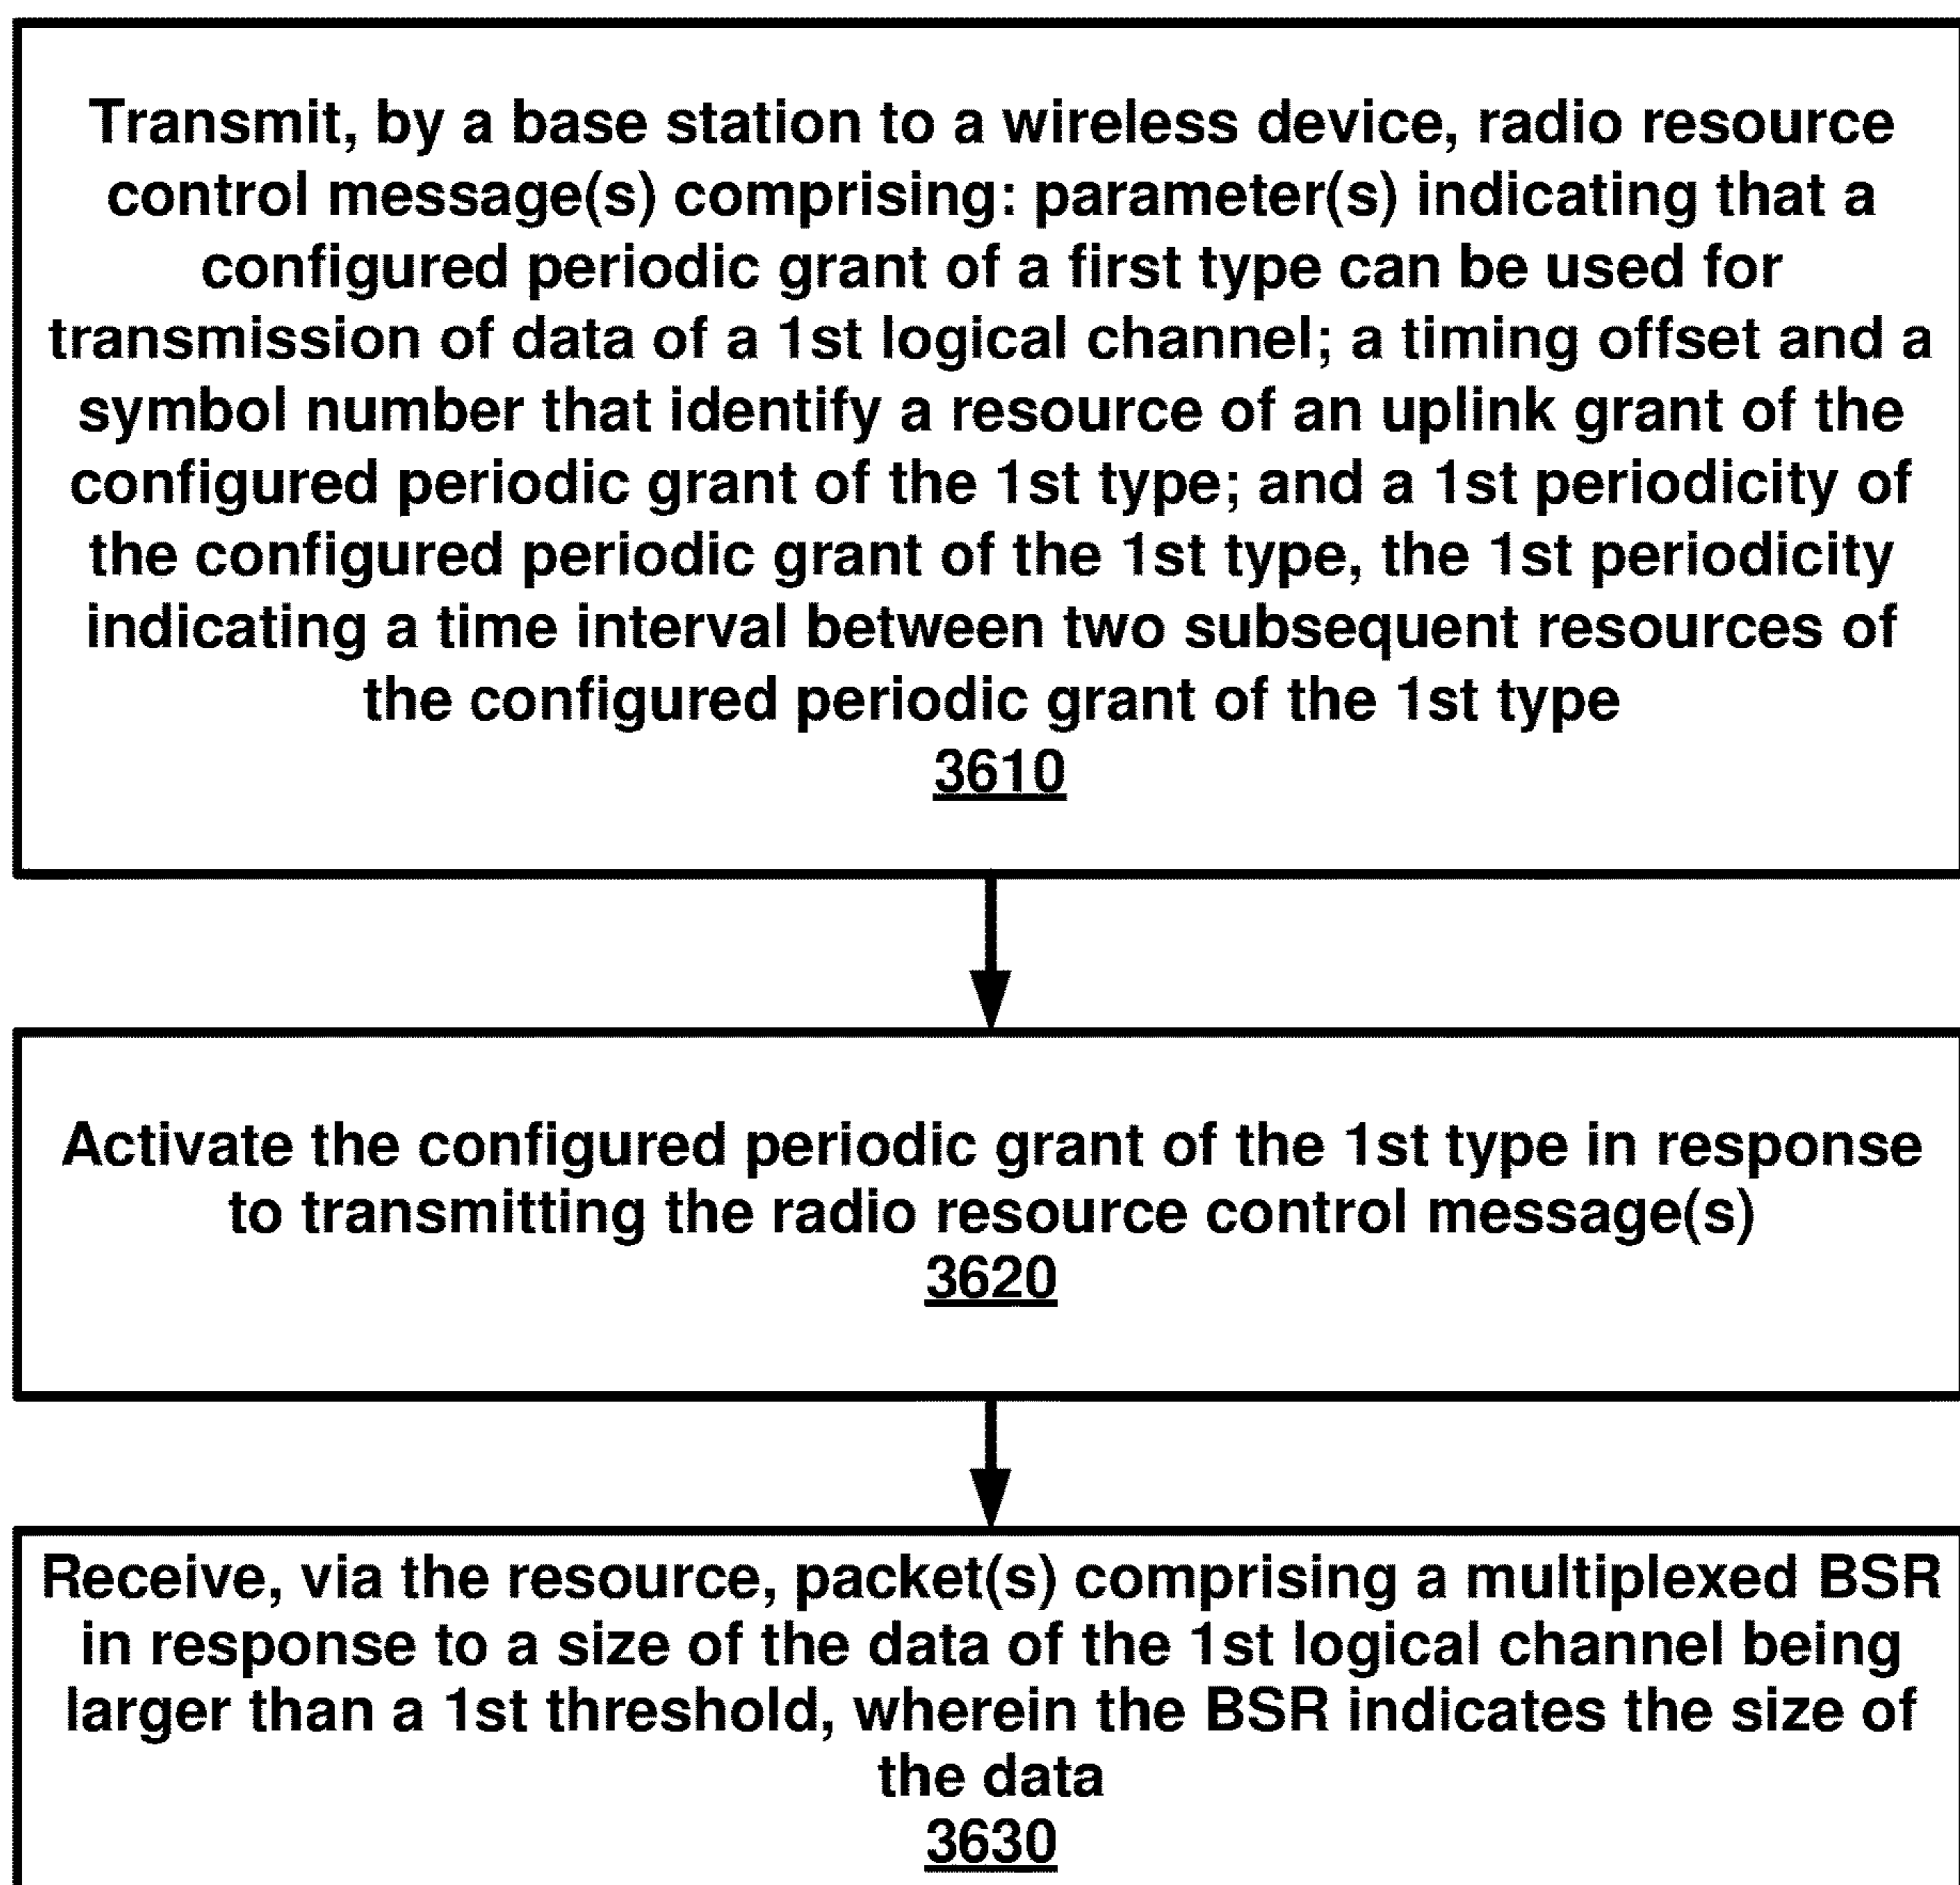 Transmit, by a base station to a wireless device, radio resource
control message(s) comprising: parameter(s) indicating that a
configured periodic grant of a first type can be used for
transmission of data of a 1st logical channel; a timing offset and a
symbol number that identify a resource of an uplink grant of the
configured periodic grant of the 1st type; and a 1st periodicity of
the configured periodic grant of the 1st type, the 1st periodicity
indicating a time interval between two subsequent resources of
the configured periodic grant of the 1st type
3610
Activate the configured periodic grant of the 1st type in response
to transmitting the radio resource control message(s)
3620
Receive, via the resource, packet(s) comprising a multiplexed BSR
in response to a size of the data of the 1st logical channel being
larger than a 1st threshold, wherein the BSR indicates the size of
the data
3630